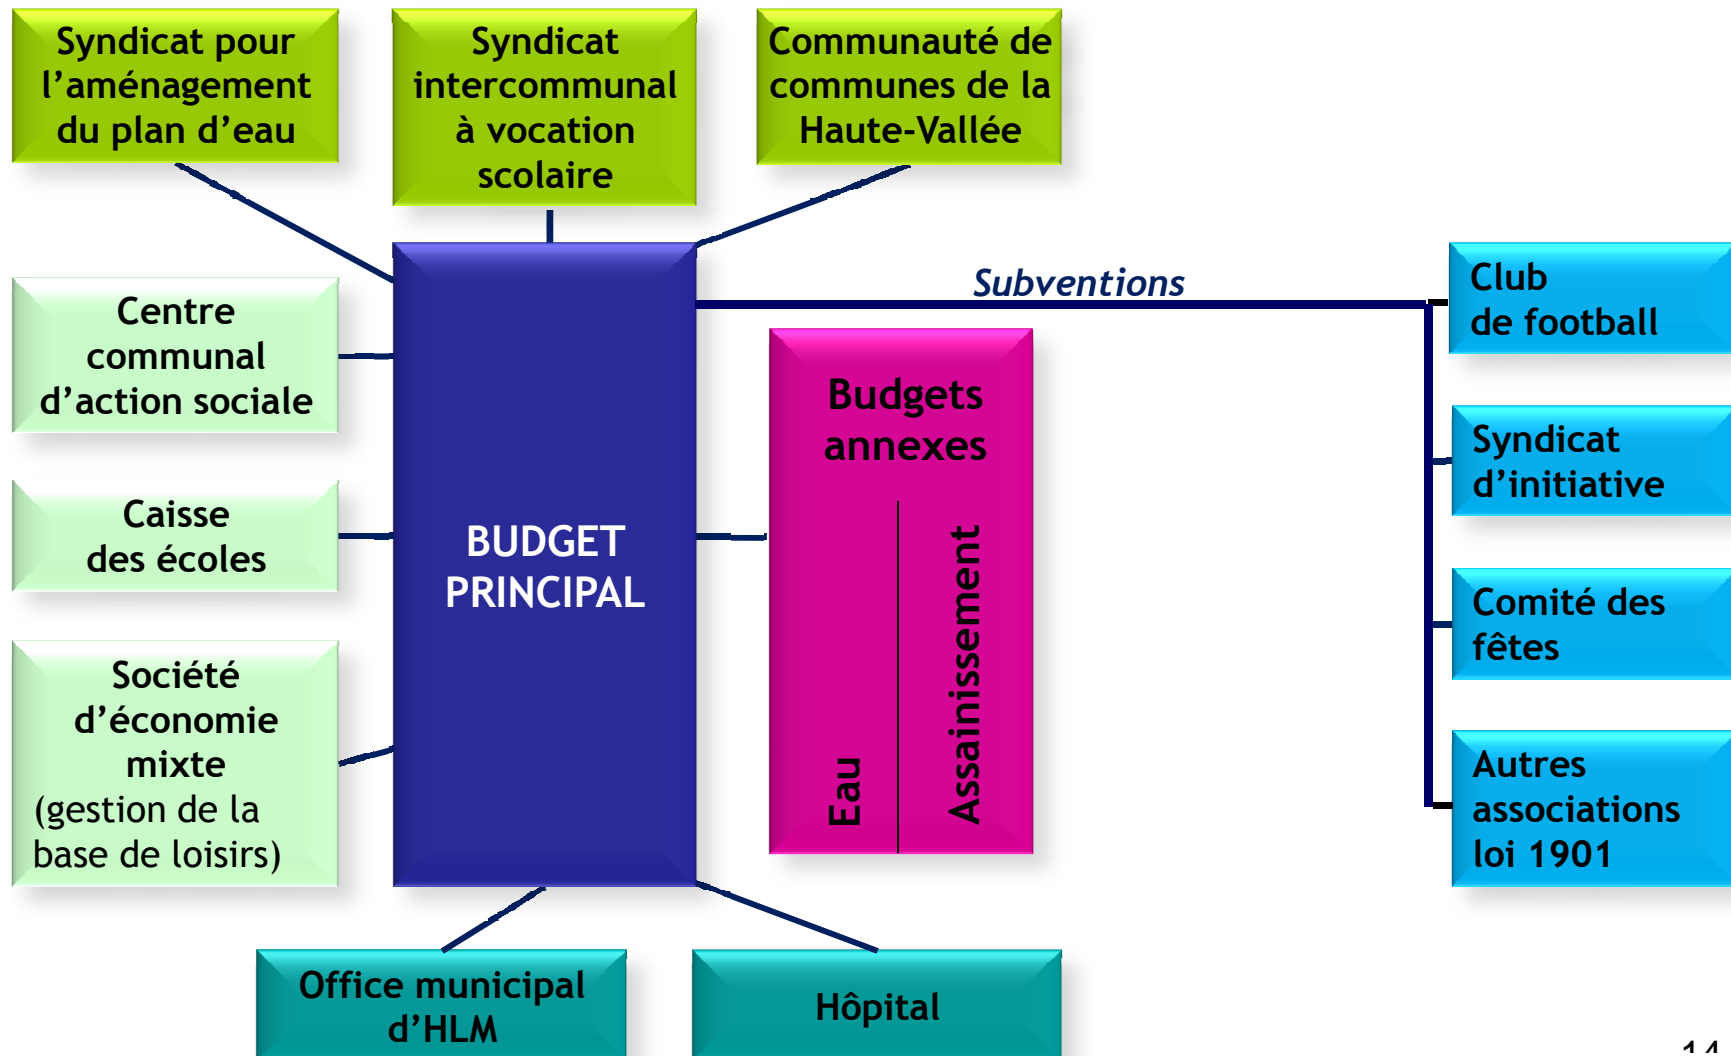 Syndicat pour
l’aménagement
du plan d’eau
Syndicat
intercommunal
à vocation
scolaire
Communauté de
communes de la
Haute-Vallée
Centre
communal
d’action sociale
Caisse
des écoles
Société
d’économie
mixte
(gestion de la
base de loisirs)
BUDGET
PRINCIPAL
Subventions
Budgets
annexes
Eau
Assainissement
Club
de football
Syndicat
d’initiative
Comité des
fêtes
Autres
associations
loi 1901
Office municipal
d’HLM
Hôpital
14